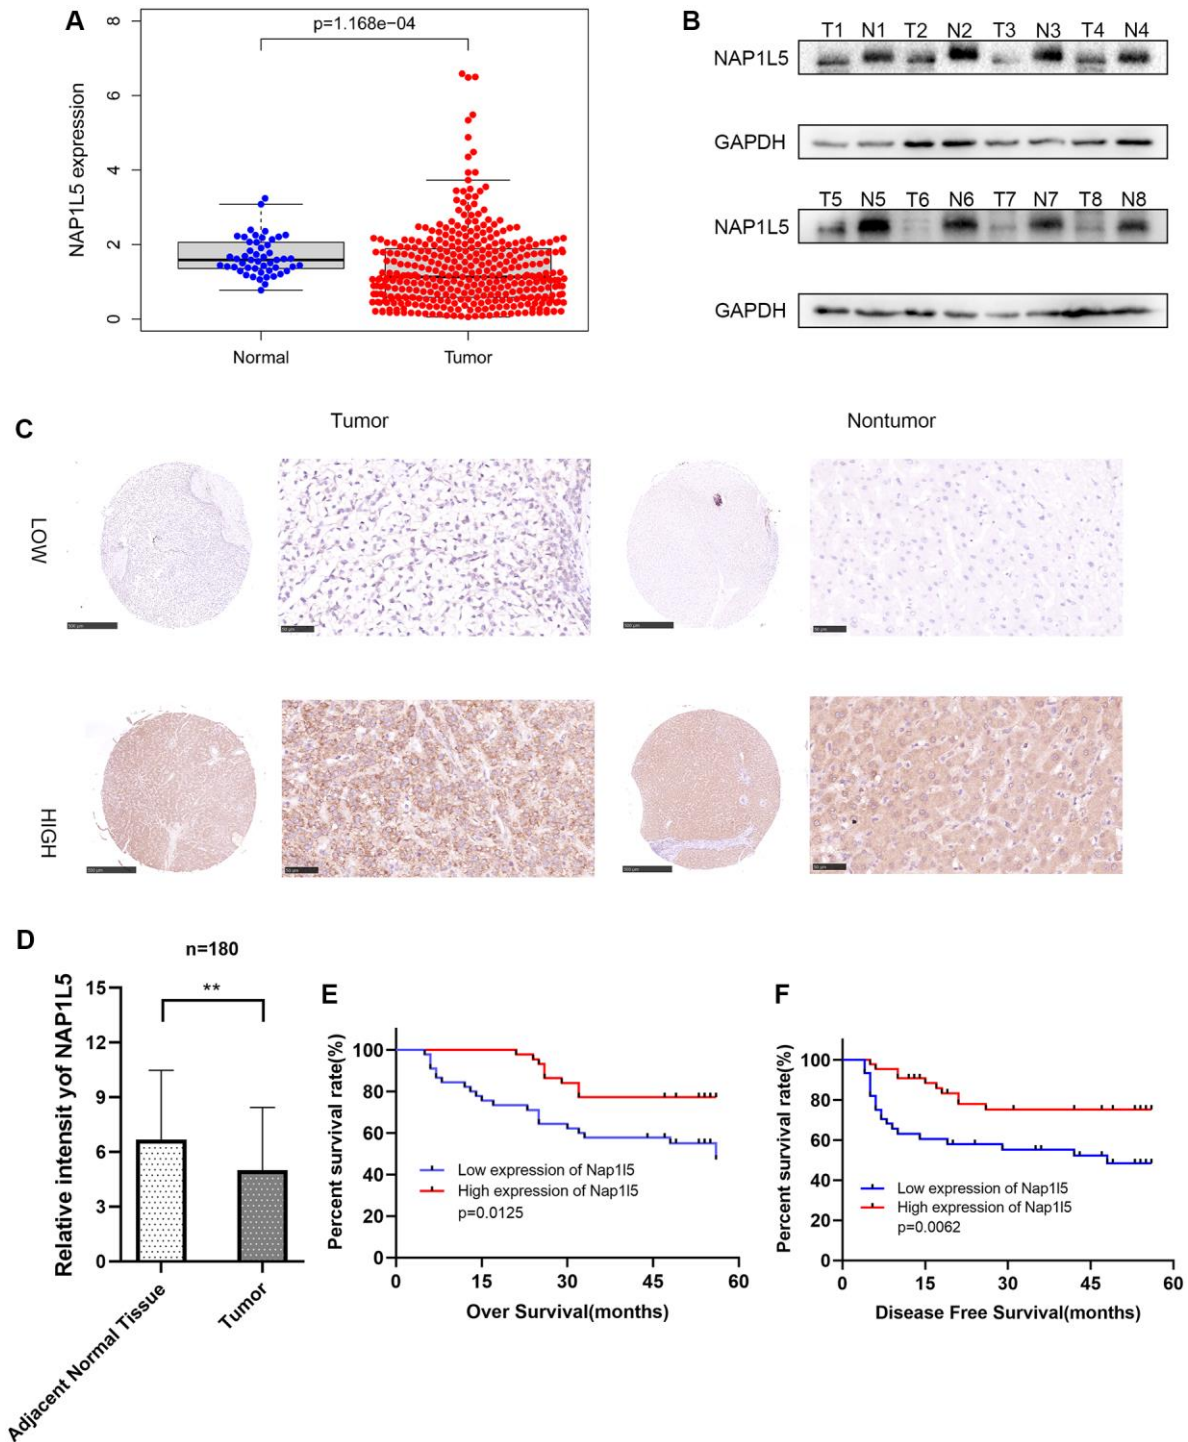 A
p=1.168e−04
NAP1L5 expression
8
6
4
2
0
Normal
Tumor
B
T1 N1 T2 N2 T3 N3 T4 N4
NAP1L5
GAPDH
T5 N5 T6 N6 T7 N7 T8 N8
NAP1L5
GAPDH
C
Tumor
Nontumor
LOW
HIGH
D
n=180
**
Relative intensit yof NAP1L5
15
12
9
6
3
0
Adjacent Normal Tissue
Tumor
E
Percent survival rate(%)
100
80
60
40
20
0
Low expression of Nap1l5
High expression of Nap1l5
p=0.0125
0 15 30 45 60
Over Survival(months)
F
Percent survival rate(%)
100
80
60
40
20
0
Low expression of Nap1l5
High expression of Nap1l5
p=0.0062
0 15 30 45 60
Disease Free Survival(months)